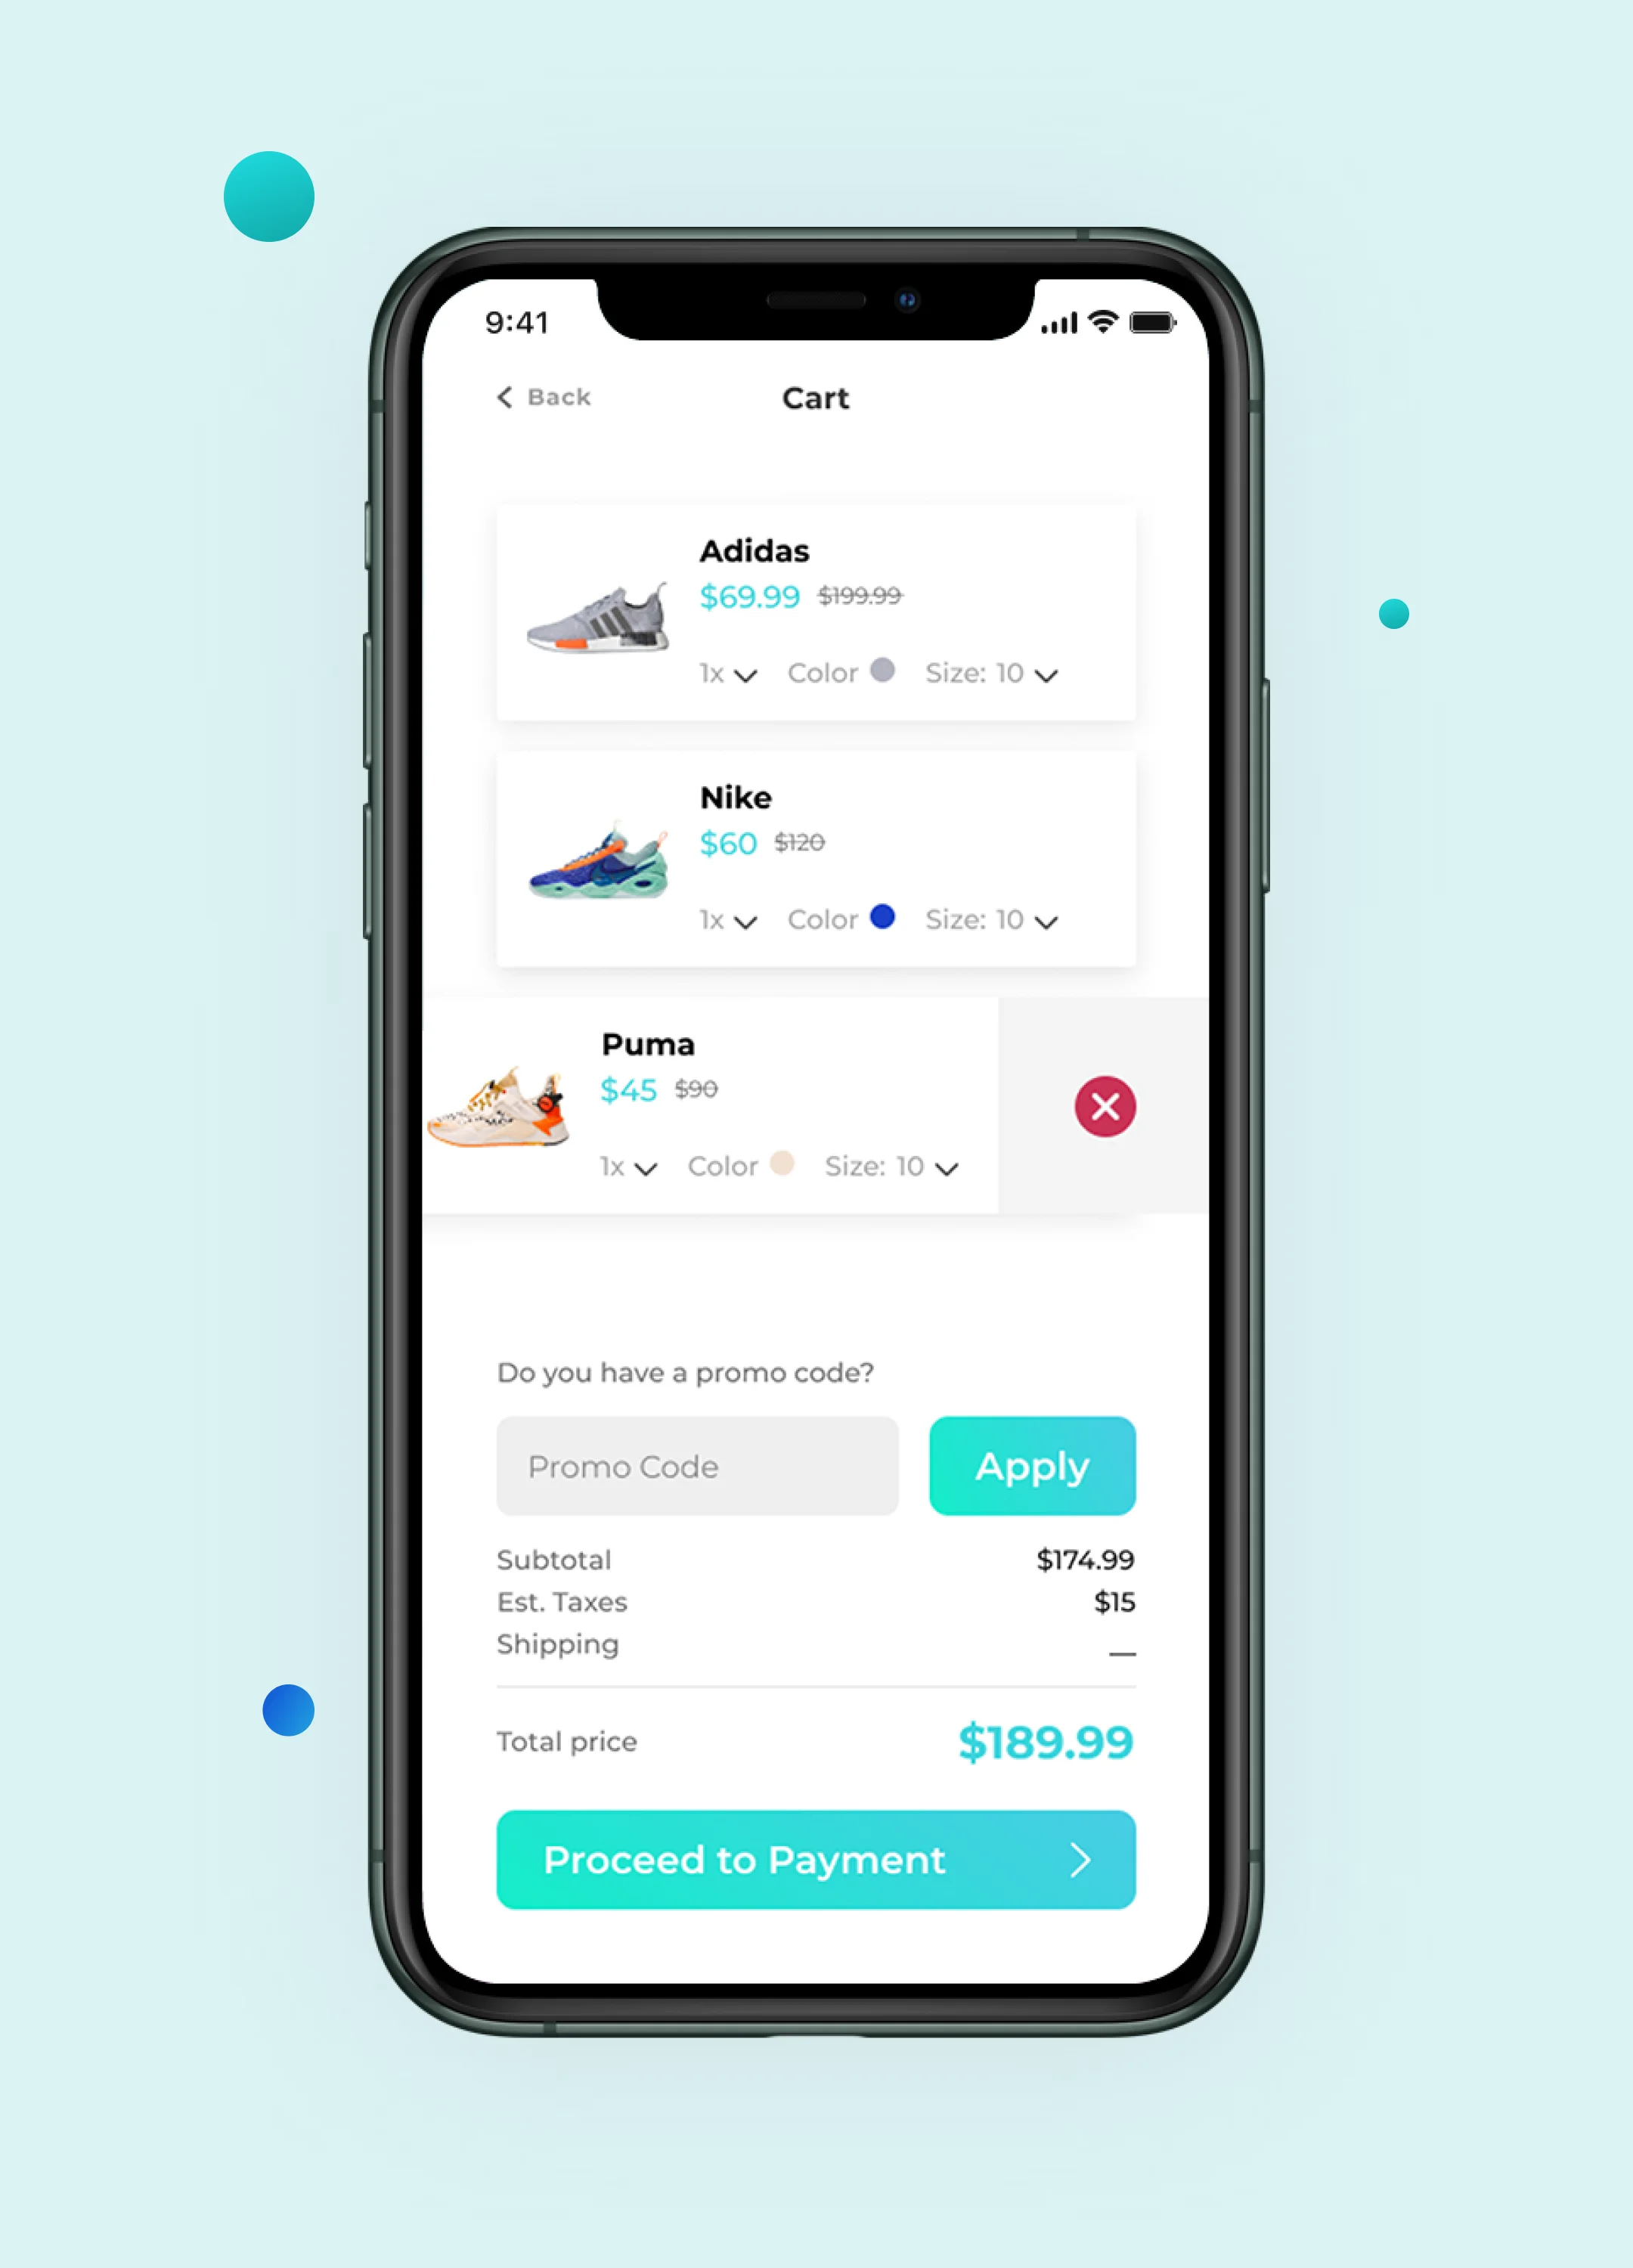 9:41
Back
Cart
Adidas
$69.99 $199.99
1x Color Size: 10
Nike
$60 $120
1x Color Size: 10
Puma
$45 $90
1x Color Size: 10
Do you have a promo code?
Promo Code
Apply
Subtotal $174.99
Est. Taxes $15
Shipping —
Total price $189.99
Proceed to Payment